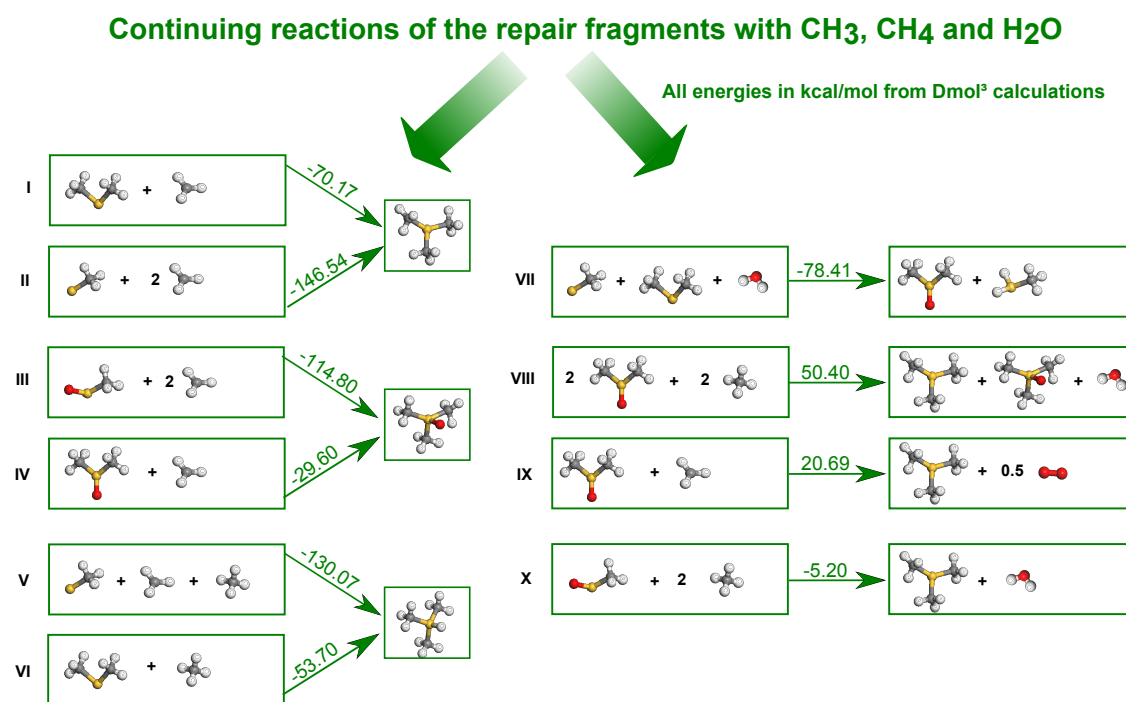 Continuing reactions of the repair fragments with CH₃, CH₄ and H₂O
All energies in kcal/mol from Dmol³ calculations
I + -70.17
II + 2 -146.54
III + 2 -114.80
IV + -29.60
V + + -130.07
VI + -53.70
VII + + -78.41 +
VIII 2 + 2 50.40 + +
IX + 20.69 + 0.5
X + 2 -5.20 +